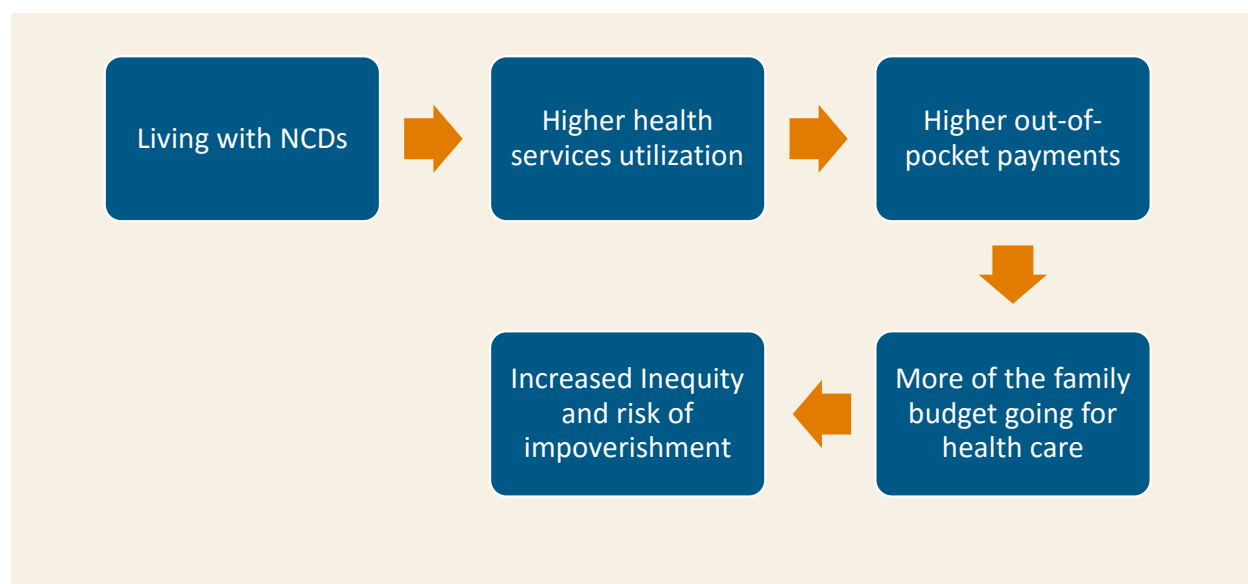 Living with NCDs
Higher health
services utilization
Higher out-of-
pocket payments
More of the family
budget going for
health care
Increased Inequity
and risk of
impoverishment